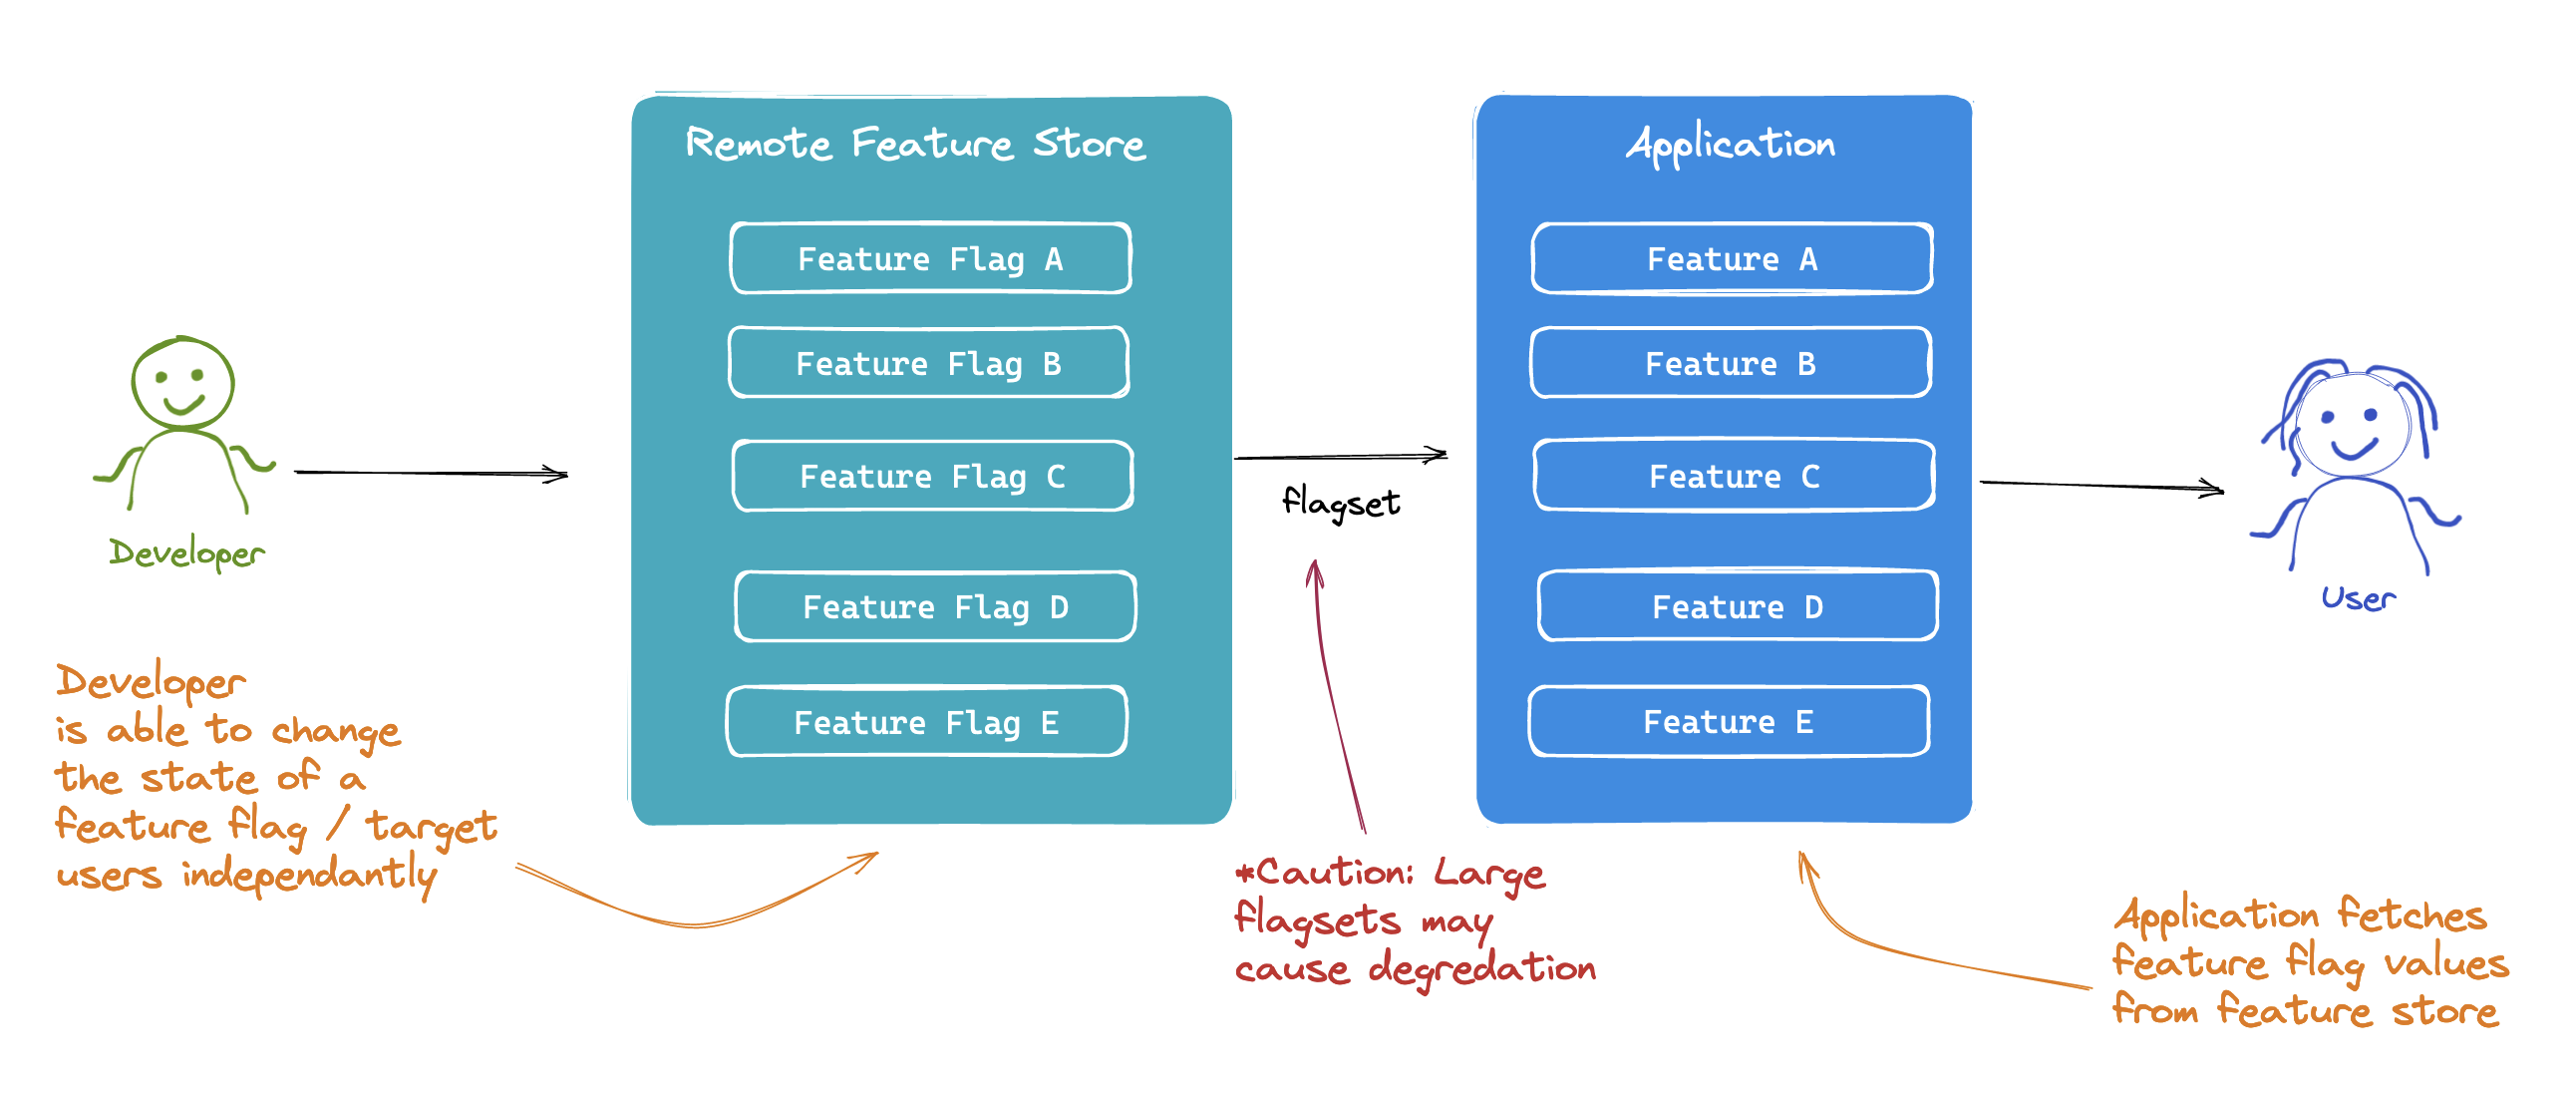 Remote Feature Store
Feature Flag A
Feature Flag B
Feature Flag C
Feature Flag D
Feature Flag E
Application
Feature A
Feature B
Feature C
Feature D
Feature E
flagset
Developer
User
Developer
is able to change
the state of a
feature flag / target
users independantly
*Caution: Large
flagsets may
cause degredation
Application fetches
feature flag values
from feature store